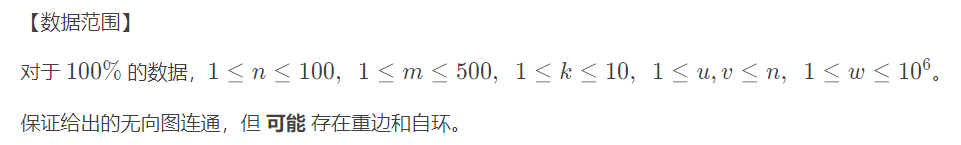 【数据范围】
对于 100% 的数据，1 ≤ n ≤ 100, 1 ≤ m ≤ 500, 1 ≤ k ≤ 10, 1 ≤ u, v ≤ n, 1 ≤ w ≤ 10⁶。
保证给出的无向图连通，但 可能 存在重边和自环。